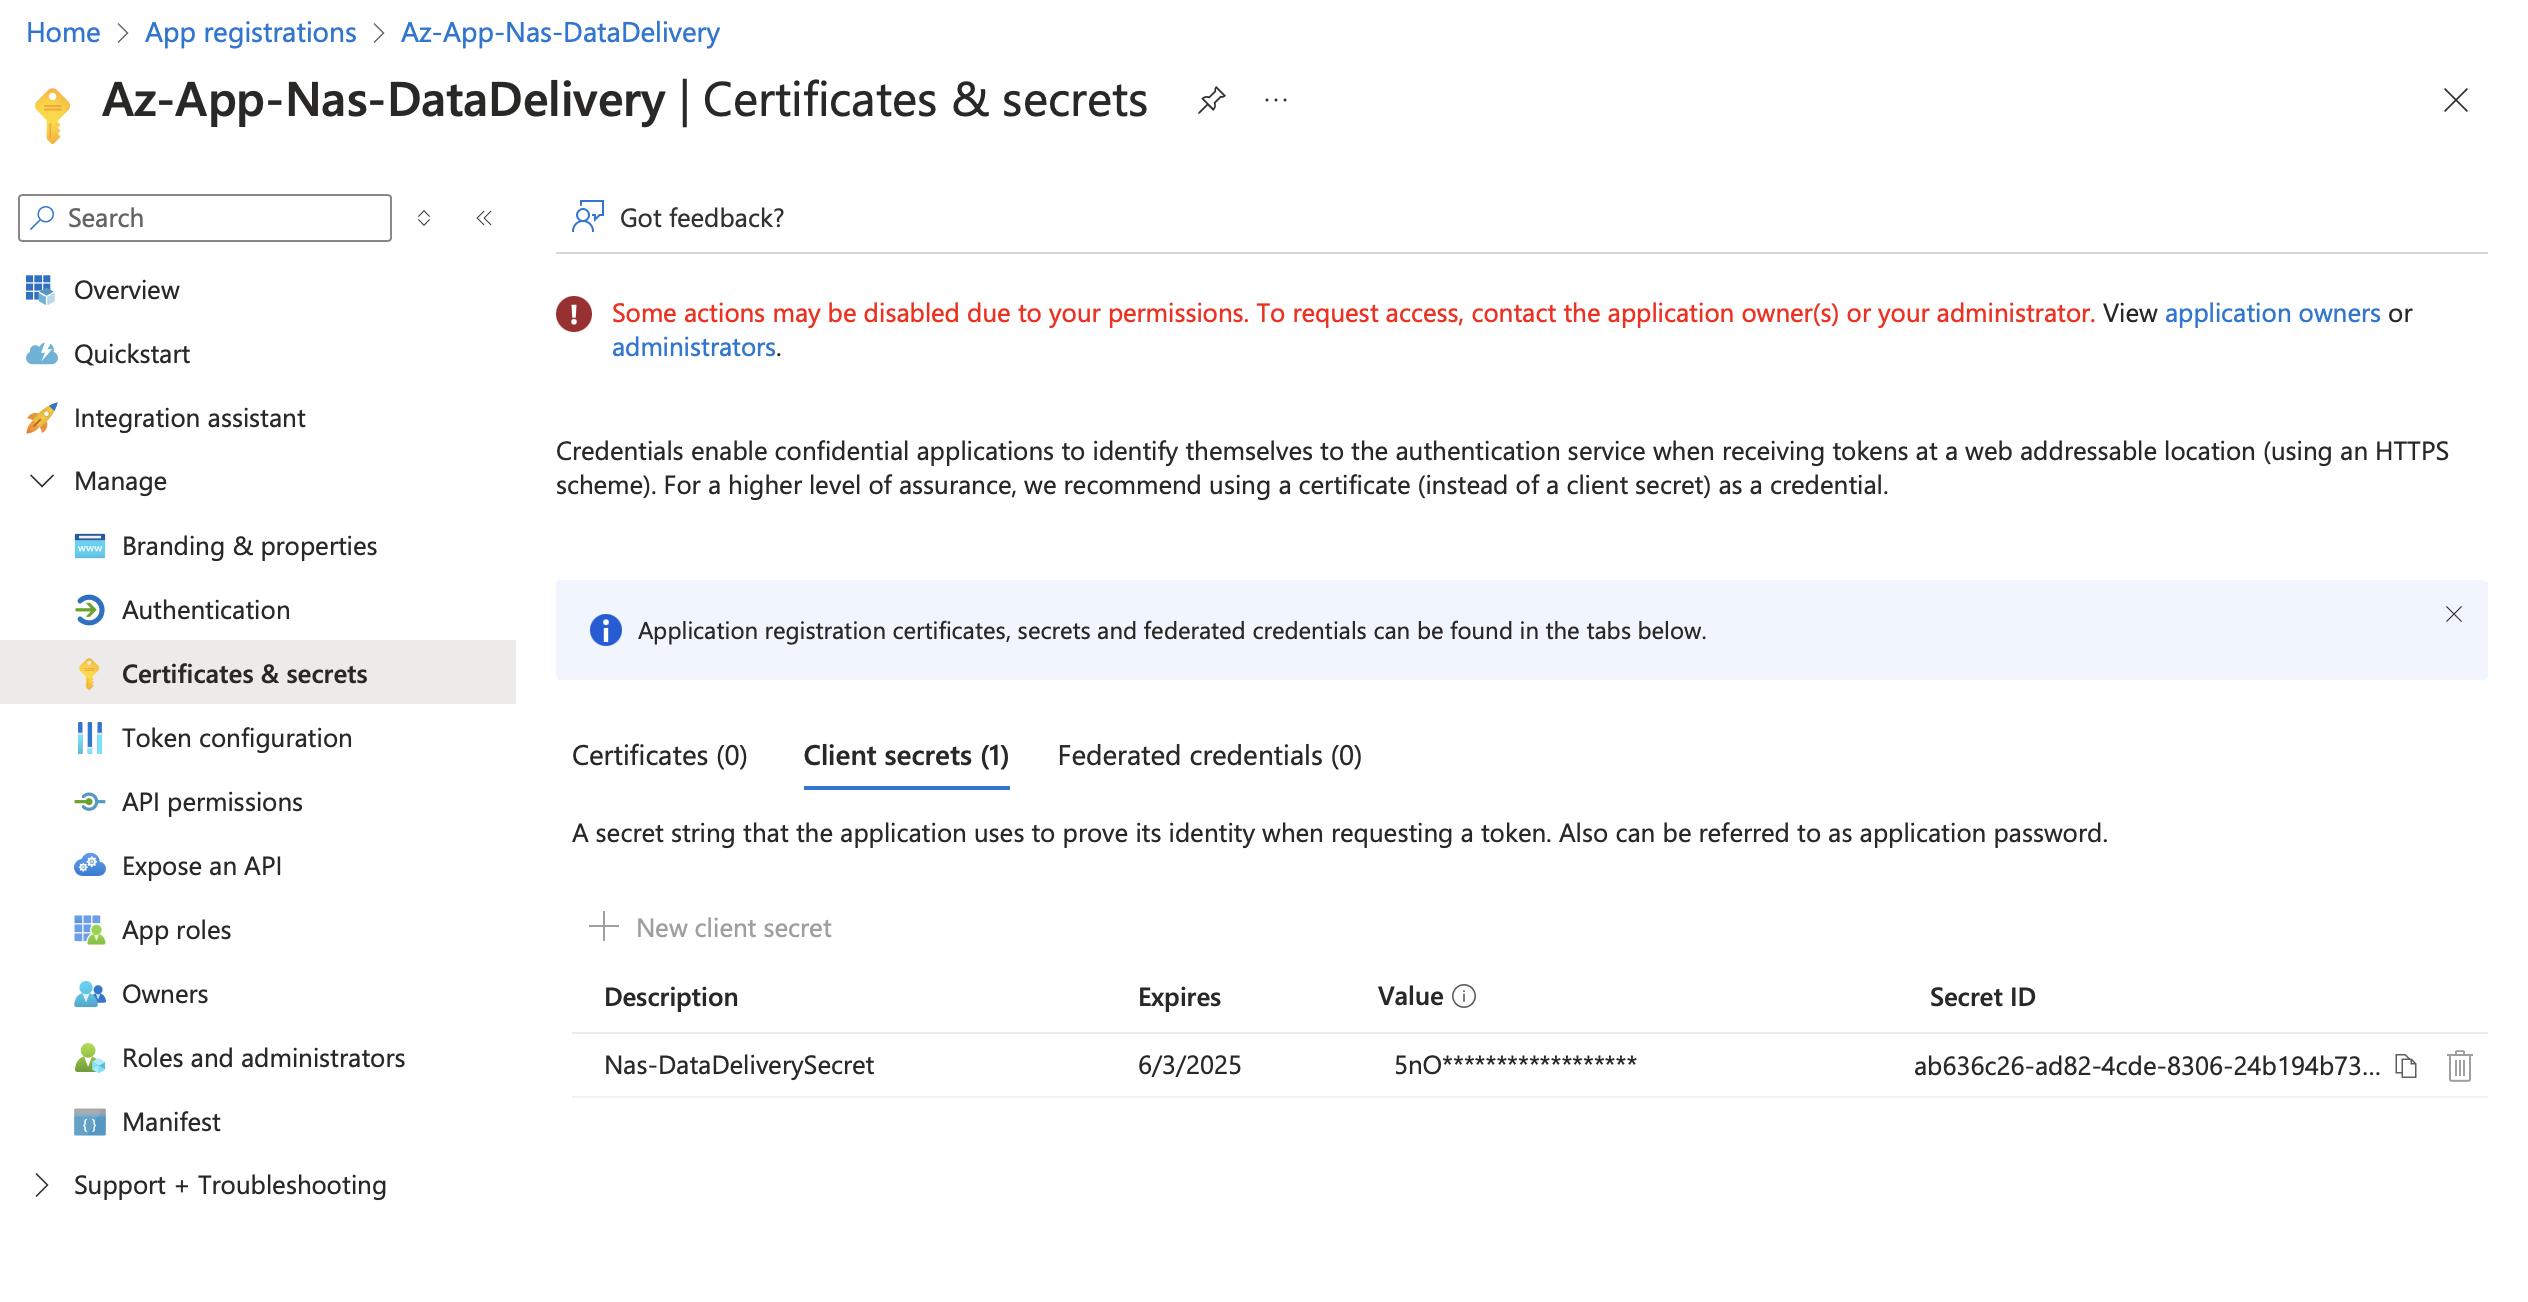 Home > App registrations > Az-App-Nas-DataDelivery
Az-App-Nas-DataDelivery | Certificates & secrets
Search
Overview
Quickstart
Integration assistant
Manage
Branding & properties
Authentication
Certificates & secrets
Token configuration
API permissions
Expose an API
App roles
Owners
Roles and administrators
Manifest
Support + Troubleshooting
Got feedback?
Some actions may be disabled due to your permissions. To request access, contact the application owner(s) or your administrator. View application owners or
administrators.
Credentials enable confidential applications to identify themselves to the authentication service when receiving tokens at a web addressable location (using an HTTPS
scheme). For a higher level of assurance, we recommend using a certificate (instead of a client secret) as a credential.
Application registration certificates, secrets and federated credentials can be found in the tabs below.
Certificates (0) Client secrets (1) Federated credentials (0)
A secret string that the application uses to prove its identity when requesting a token. Also can be referred to as application password.
New client secret
Description Expires Value Secret ID
Nas-DataDeliverySecret 6/3/2025 5nO****************** ab636c26-ad82-4cde-8306-24b194b73...